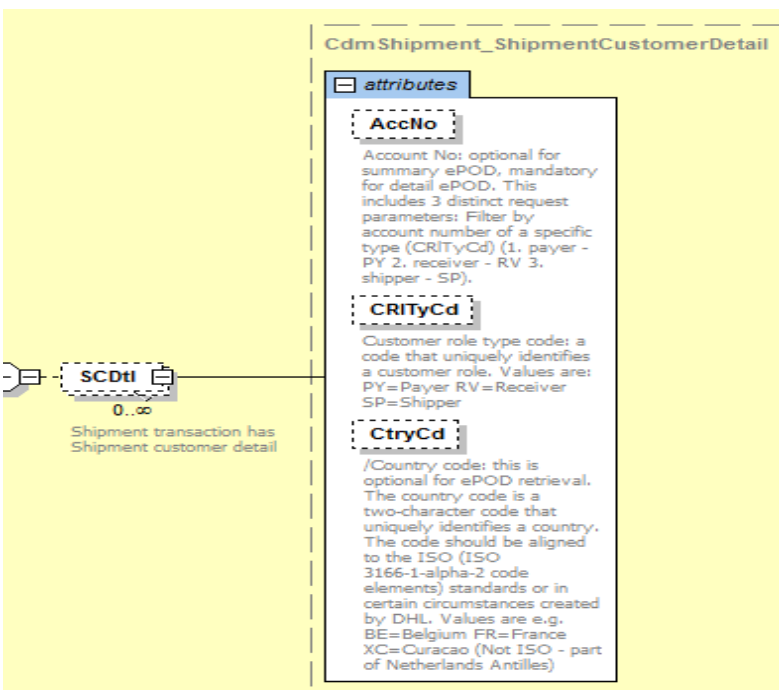 CdmShipment_ShipmentCustomerDetail
attributes
AccNo
Account No: optional for
summary ePOD, mandatory
for detail ePOD. This
includes 3 distinct request
parameters: Filter by
account number of a specific
type (CRlTyCd) (1. payer -
PY 2. receiver - RV 3.
shipper - SP).
CRlTyCd
Customer role type code: a
code that uniquely identifies
a customer role. Values are:
PY=Payer RV=Receiver
SP=Shipper
SCDtl
0..∞
Shipment transaction has
Shipment customer detail
CtryCd
/Country code: this is
optional for ePOD retrieval.
The country code is a
two-character code that
uniquely identifies a country.
The code should be aligned
to the ISO (ISO
3166-1-alpha-2 code
elements) standards or in
certain circumstances created
by DHL. Values are e.g.
BE=Belgium FR=France
XC=Curacao (Not ISO - part
of Netherlands Antilles)